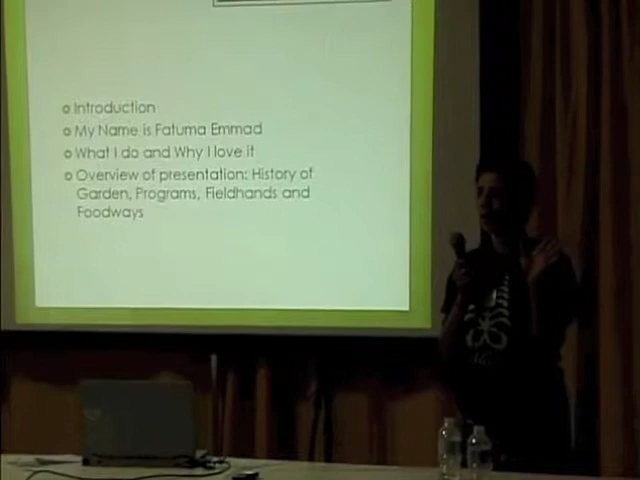 Introduction
My Name is Fatuma Emmad
What I do and Why I love it
Overview of presentation: History of
Garden, Programs, Fieldhands and
Foodways